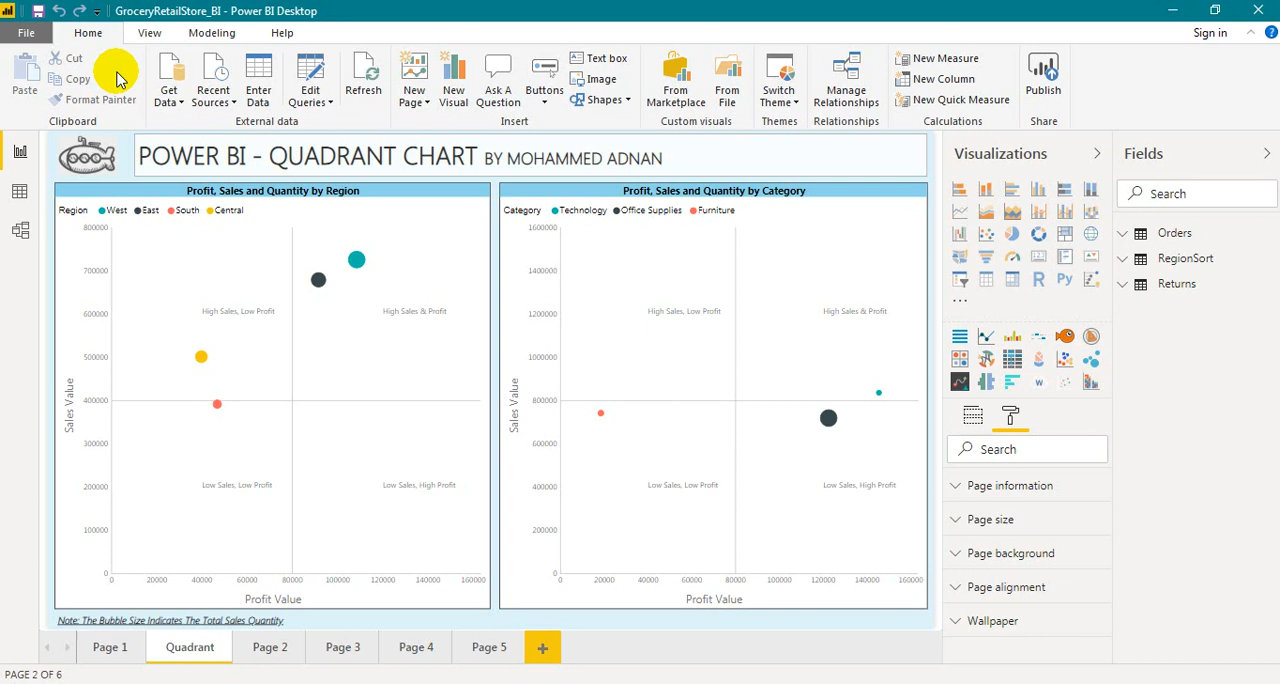 GroceryRetailStore_BI - Power BI Desktop
File Home View Modeling Help Sign in
Paste
Cut
Copy
Format Painter
Clipboard
Get Data
Recent Sources
Enter Data
External data
Edit Queries
Refresh
New Page
New Visual
Ask A Question
Buttons
Text box
Image
Shapes
Insert
From Marketplace
From File
Custom visuals
Switch Theme
Themes
Manage Relationships
Relationships
New Measure
New Column
New Quick Measure
Calculations
Publish
Share
POWER BI - QUADRANT CHART BY MOHAMMED ADNAN
Profit, Sales and Quantity by Region
Region West East South Central
800000
700000
600000
500000
400000
300000
200000
100000
0
Sales Value
High Sales, Low Profit
High Sales & Profit
Low Sales, Low Profit
Low Sales, High Profit
0 20000 40000 60000 80000 100000 120000 140000 160000
Profit Value
Profit, Sales and Quantity by Category
Category Technology Office Supplies Furniture
1600000
1400000
1200000
1000000
800000
600000
400000
200000
0
Sales Value
High Sales, Low Profit
High Sales & Profit
Low Sales, Low Profit
Low Sales, High Profit
0 20000 40000 60000 80000 100000 120000 140000 160000
Profit Value
Note: The Bubble Size Indicates The Total Sales Quantity
Visualizations
R Py
W
Search
Page information
Page size
Page background
Page alignment
Wallpaper
Fields
Search
Orders
RegionSort
Returns
Page 1 Quadrant Page 2 Page 3 Page 4 Page 5
PAGE 2 OF 6